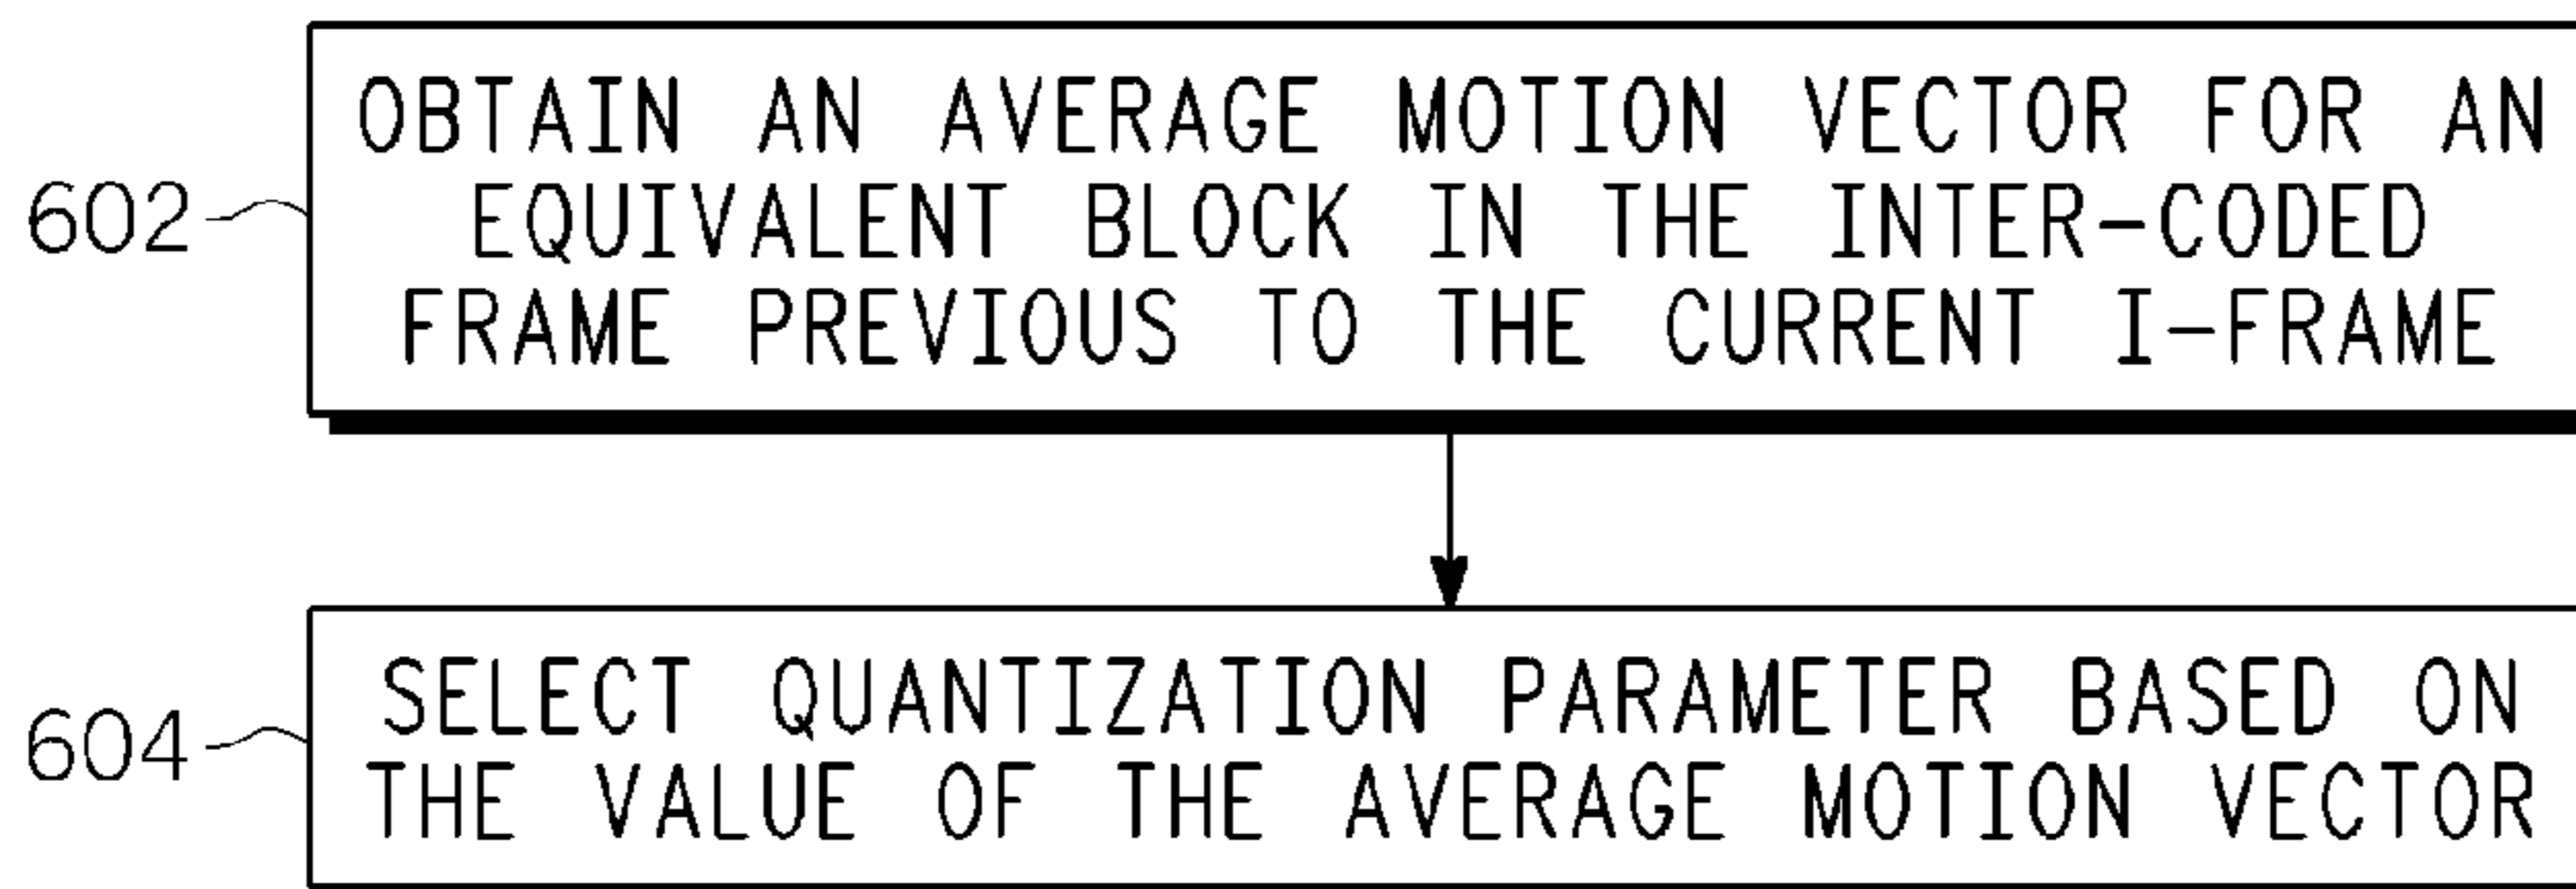 OBTAIN AN AVERAGE MOTION VECTOR FOR AN
602
EQUIVALENT BLOCK IN THE INTER-CODED
FRAME PREVIOUS TO THE CURRENT I-FRAME
SELECT QUANTIZATION PARAMETER BASED ON
604
THE VALUE OF THE AVERAGE MOTION VECTOR